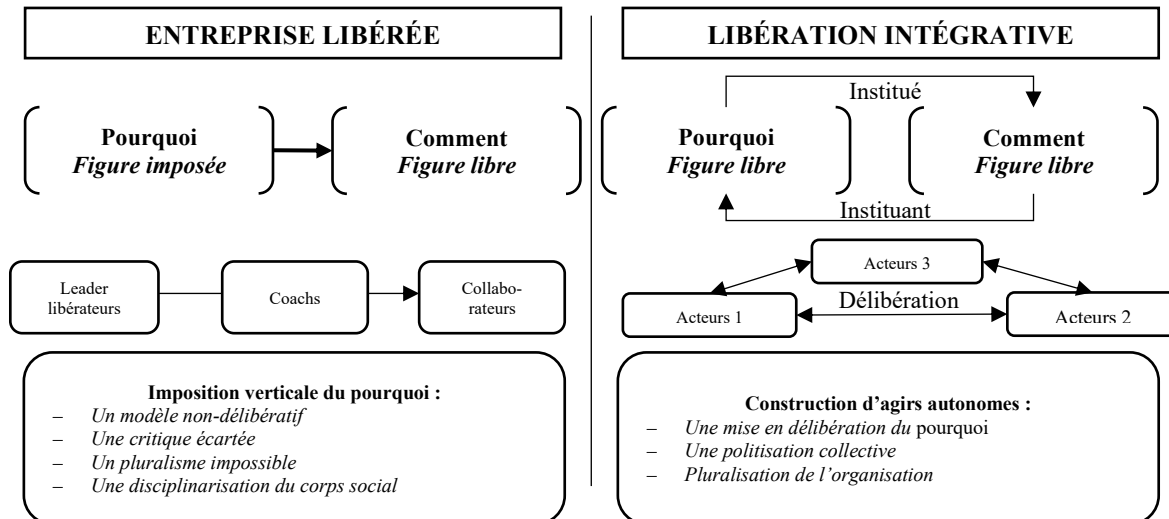 ENTREPRISE LIBÉRÉE
Pourquoi
Figure imposée
Comment
Figure libre
Leader
libérateurs
Coachs
Collabo-
rateurs
Imposition verticale du pourquoi :
– Un modèle non-délibératif
– Une critique écartée
– Un pluralisme impossible
– Une disciplinarisation du corps social
LIBÉRATION INTÉGRATIVE
Institué
Pourquoi
Figure libre
Comment
Figure libre
Instituant
Acteurs 3
Délibération
Acteurs 1
Acteurs 2
Construction d’agirs autonomes :
– Une mise en délibération du pourquoi
– Une politisation collective
– Pluralisation de l’organisation